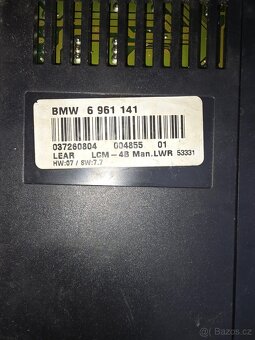 BMW 6 961 141
037260804 004855 01
LEAR LCM-4B Man.LWR 53331
HW:07 / SW:7.7
Bazos.cz